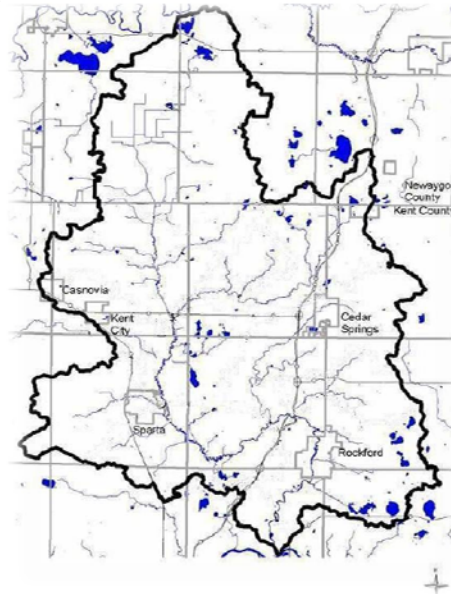 Newaygo
County
Kent County
Casnovia
Kent
City
Cedar
Springs
Sparta
Rockford